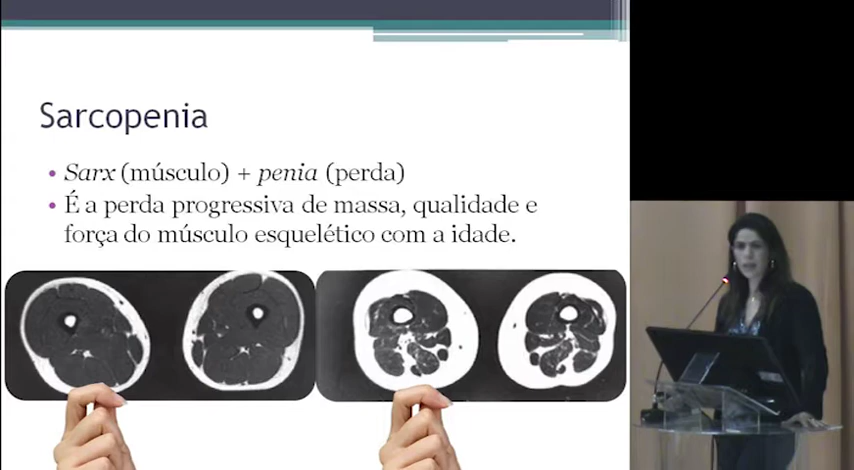 Sarcopenia
• Sarx (músculo) + penia (perda)
• É a perda progressiva de massa, qualidade e
força do músculo esquelético com a idade.